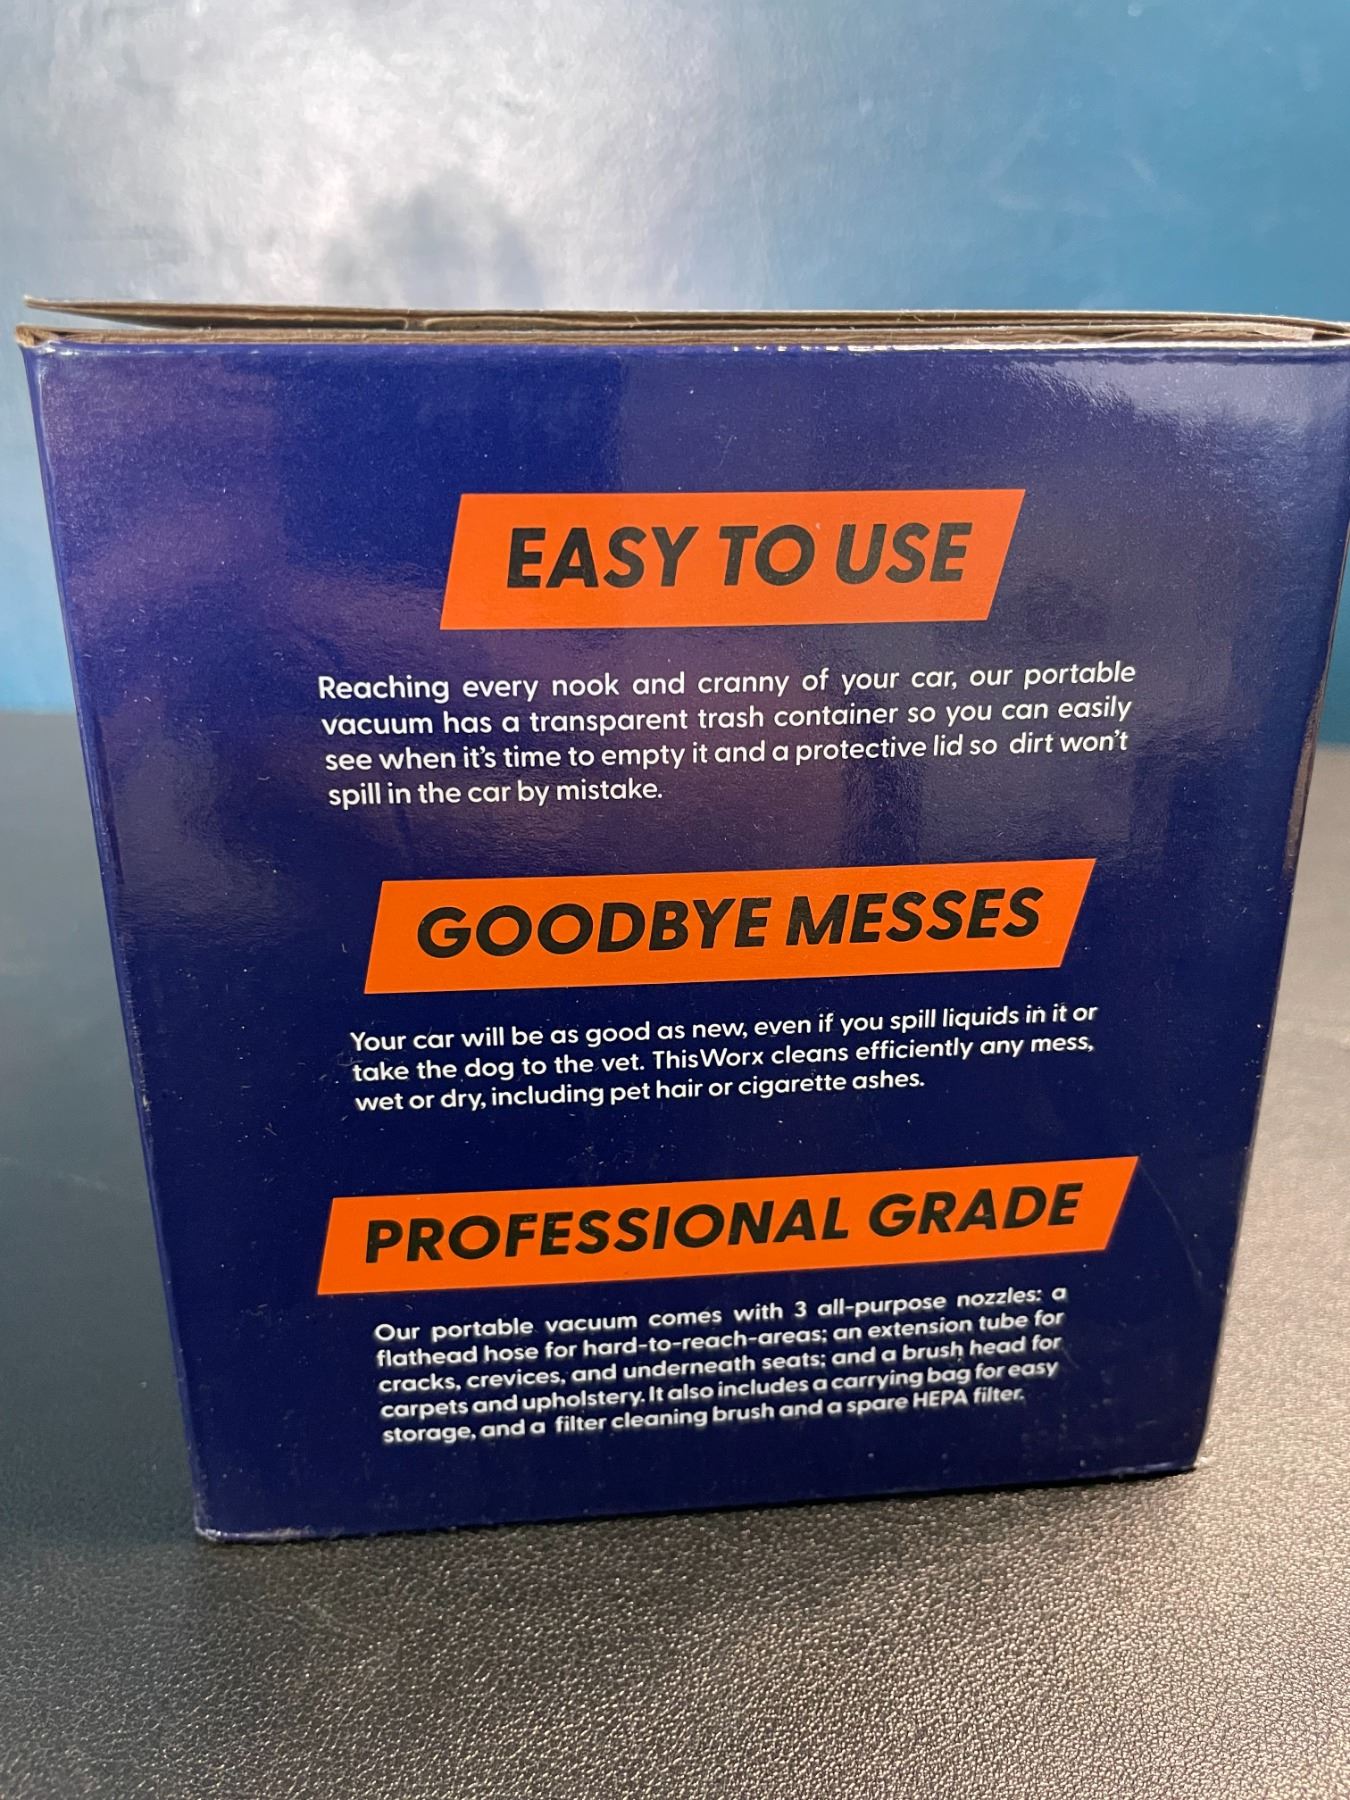 EASY TO USE
Reaching every nook and cranny of your car, our portable
vacuum has a transparent trash container so you can easily
see when it's time to empty it and a protective lid so dirt won't
spill in the car by mistake.
GOODBYE MESSES
Your car will be as good as new, even if you spill liquids in it or
take the dog to the vet. ThisWorx cleans efficiently any mess,
wet or dry, including pet hair or cigarette ashes.
PROFESSIONAL GRADE
Our portable vacuum comes with 3 all-purpose nozzles: a
flathead hose for hard-to-reach-areas; an extension tube for
cracks, crevices, and underneath seats; and a brush head for
carpets and upholstery. It also includes a carrying bag for easy
storage, and a filter cleaning brush and a spare HEPA filter.